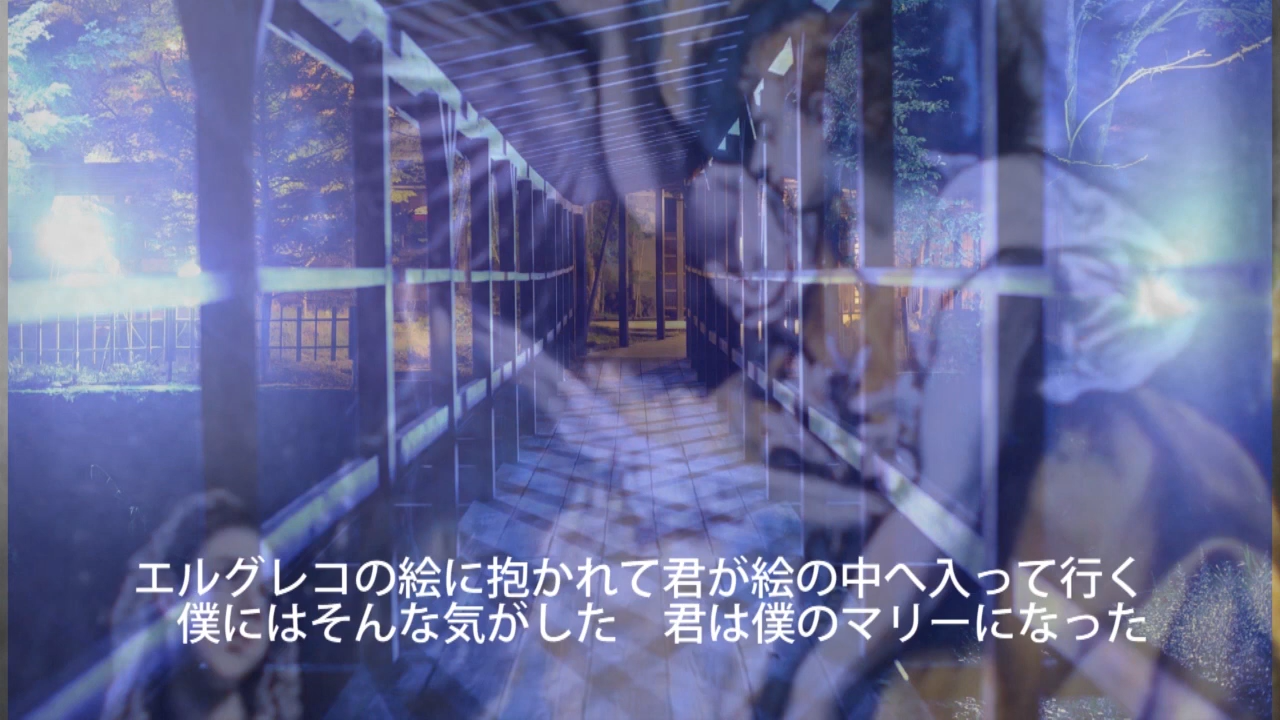 エルグレコの絵に抱かれて君が絵の中へ入って行く
僕にはそんな気がした　君は僕のマリーになった